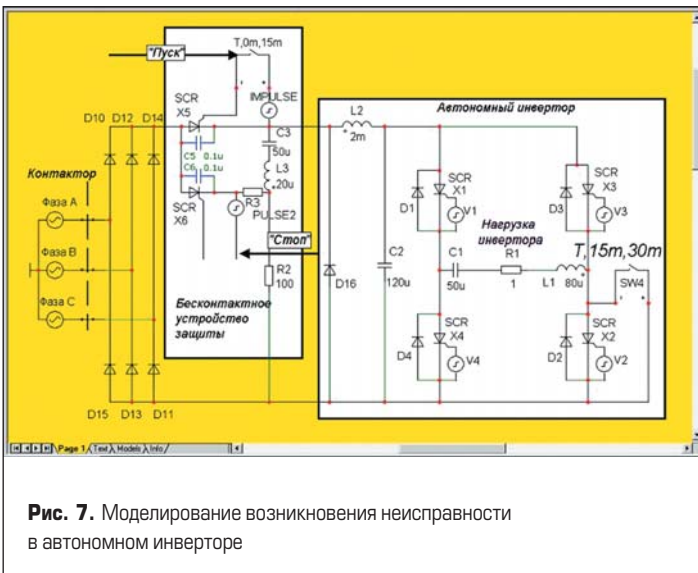 "Пуск"
T,0m,15m
SCR
X5
IMPULSE
D10 D12 D14
C3
50u
L3
20u
C5 0.1u
C6 0.1u
R3
SCR
X6
PULSE2
"Стоп"
R2
100
Бесконтактное
устройство
защиты
Контактор
Фаза А
Фаза В
Фаза С
D15 D13 D11
L2
2m
Автономный инвертор
SCR
X1
D1
V1
SCR
X3
D3
V3
Нагрузка
инвертора
T,15m,30m
C1
50u
R1
1
L1 80u
SW4
C2
120u
D16
SCR
X4
D4
V4
SCR
X2
D2
V2
Page 1 Text Models Info
Рис. 7. Моделирование возникновения неисправности
в автономном инверторе